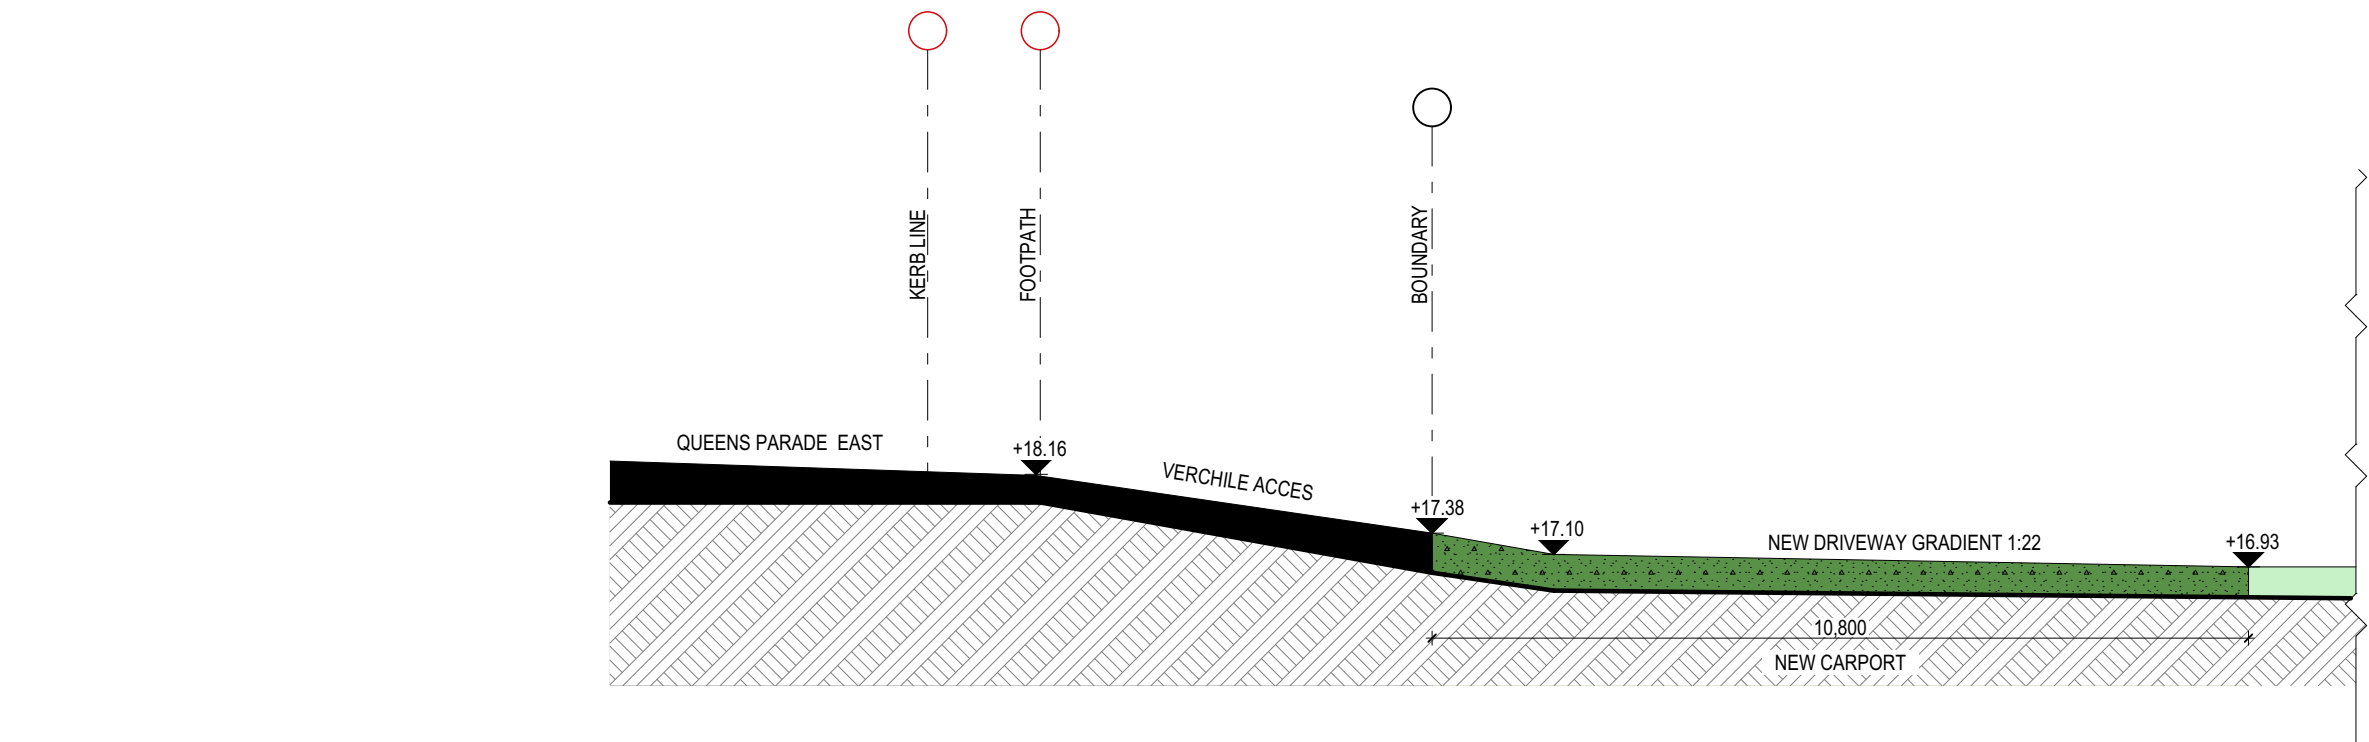 KERB LINE
FOOTPATH
BOUNDARY
QUEENS PARADE EAST
+18.16
VERCHILE ACCES
+17.38
+17.10
NEW DRIVEWAY GRADIENT 1:22
+16.93
10,800
NEW CARPORT